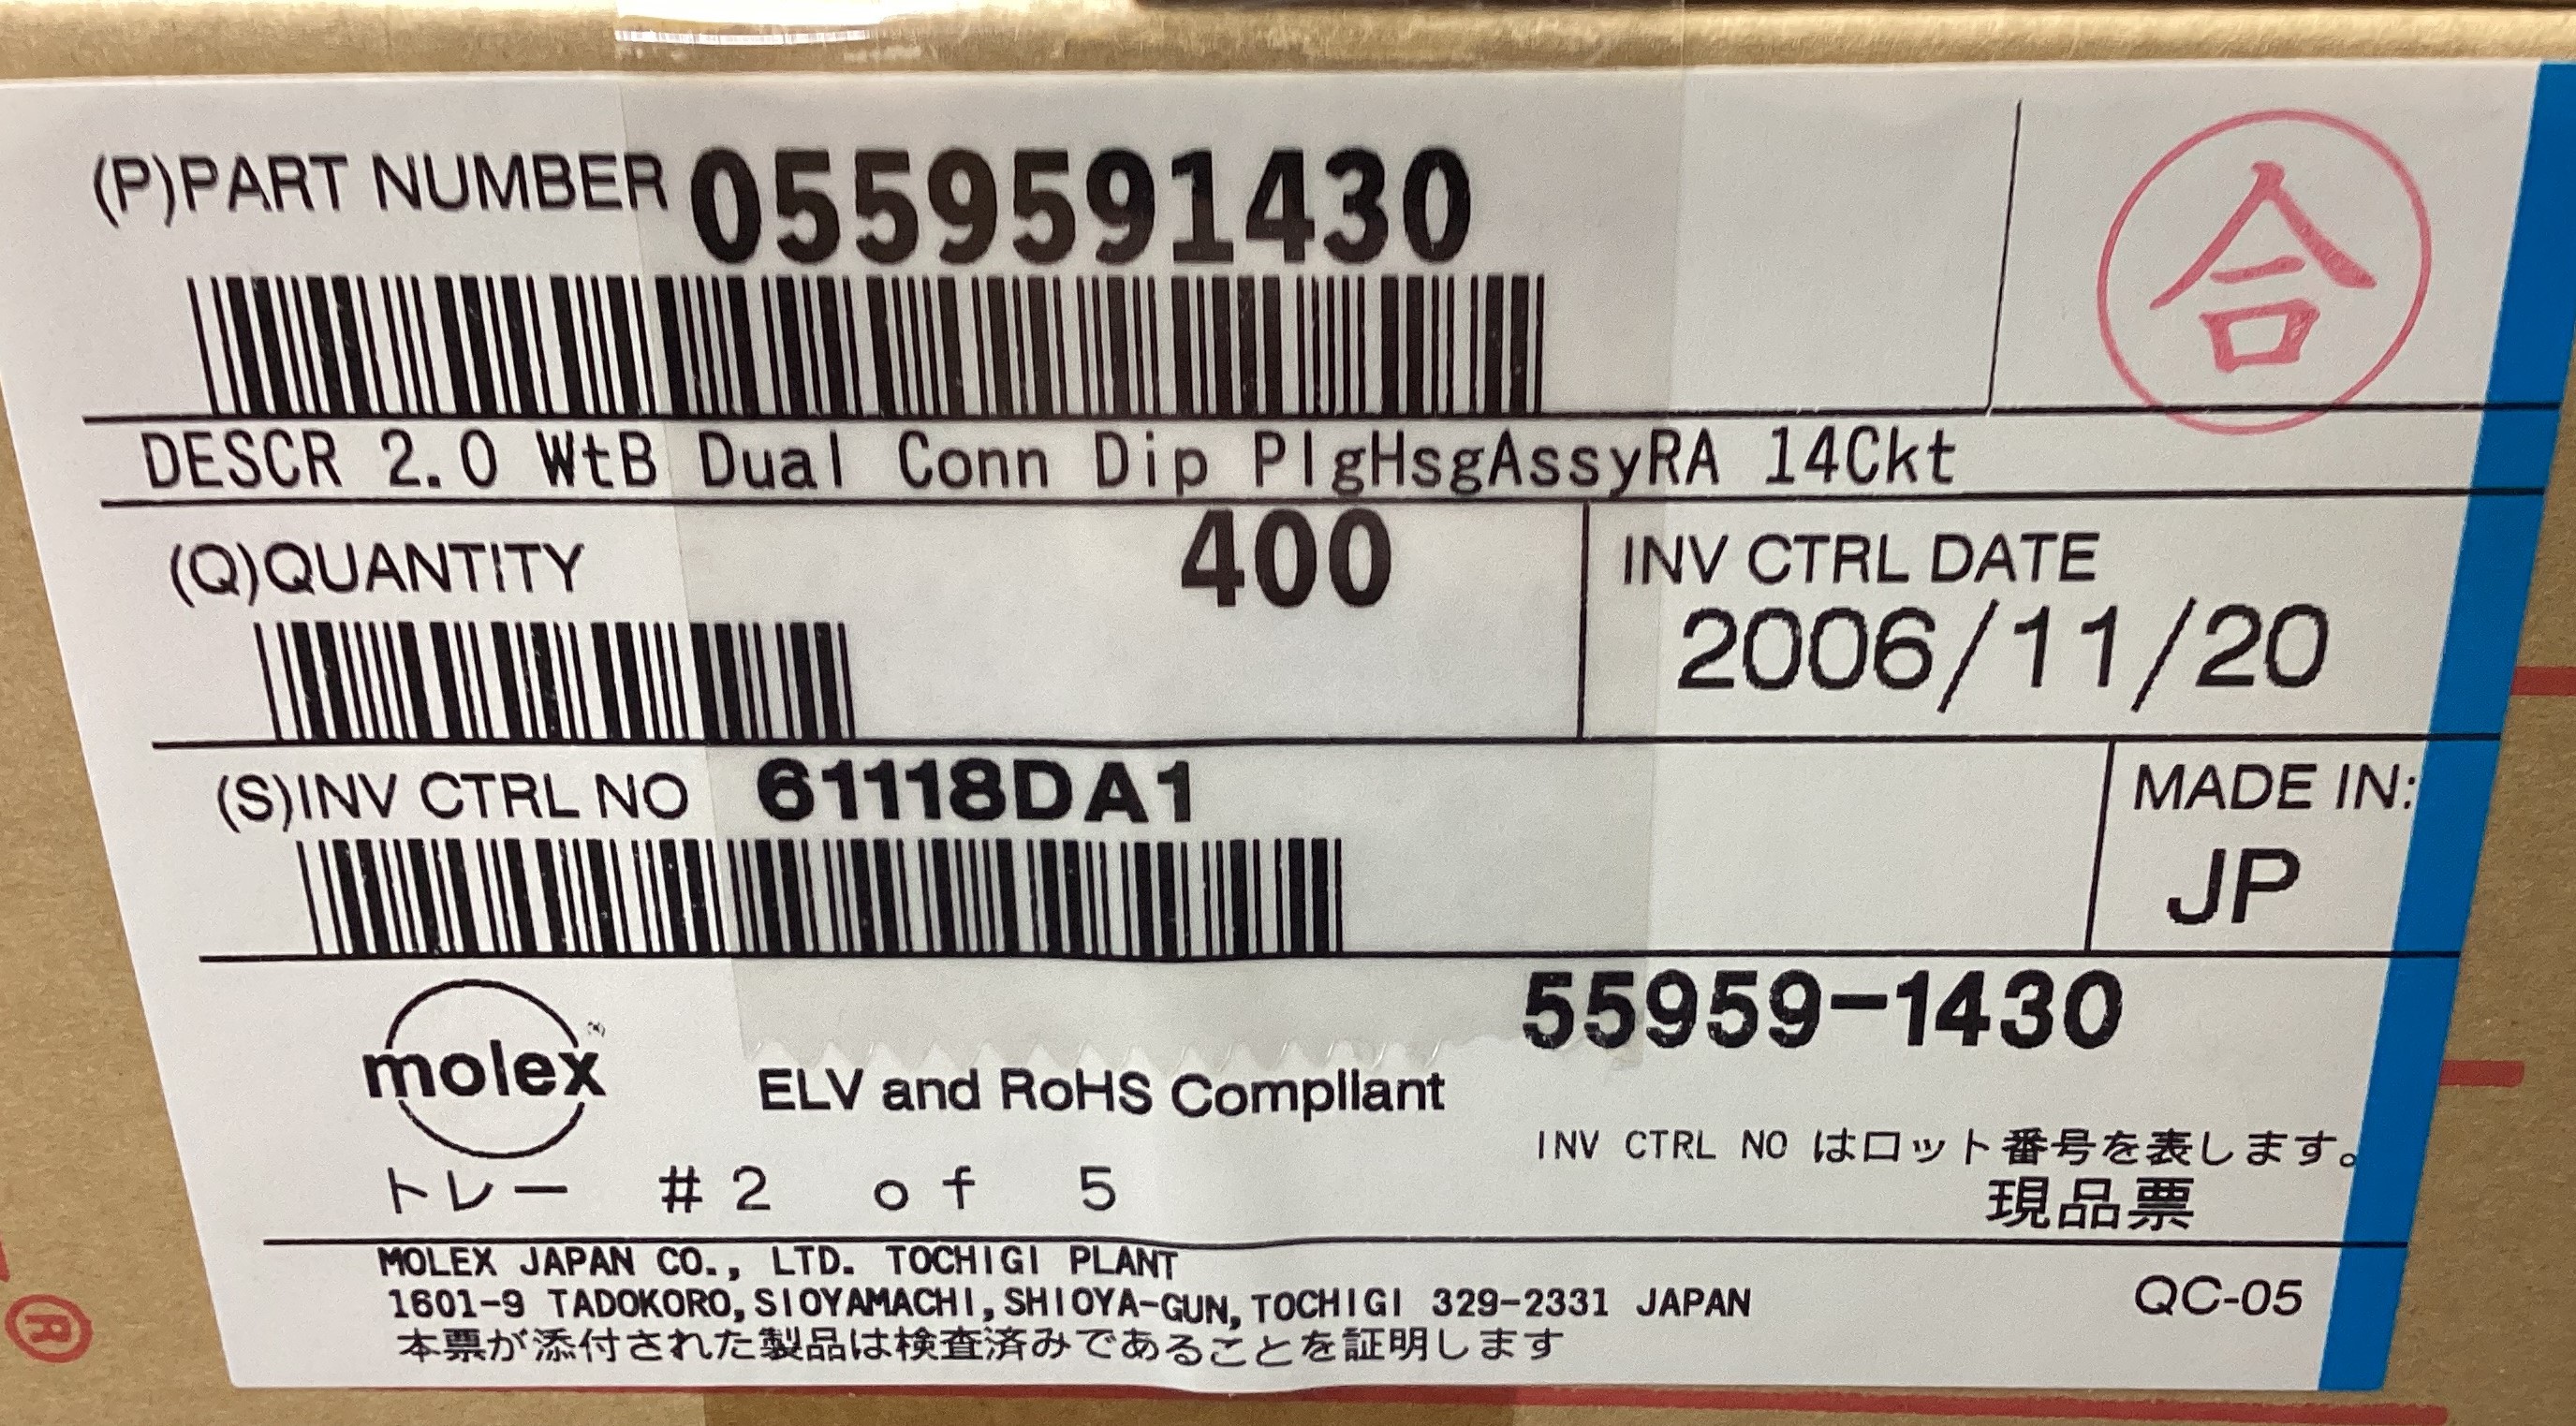 (P)PART NUMBER 0559591430
合
DESCR 2.0 WtB Dual Conn Dip PlgHsgAssyRA 14Ckt
(Q)QUANTITY 400
INV CTRL DATE
2006/11/20
(S)INV CTRL NO 61118DA1
MADE IN:
JP
molex
55959-1430
ELV and RoHS Compliant
INV CTRL NO はロット番号を表します。
トレー #2 of 5
現品票
MOLEX JAPAN CO., LTD. TOCHIGI PLANT
1601-9 TADOKORO,SIOYAMACHI,SHIOYA-GUN,TOCHIGI 329-2331 JAPAN
QC-05
本票が添付された製品は検査済みであることを証明します
®